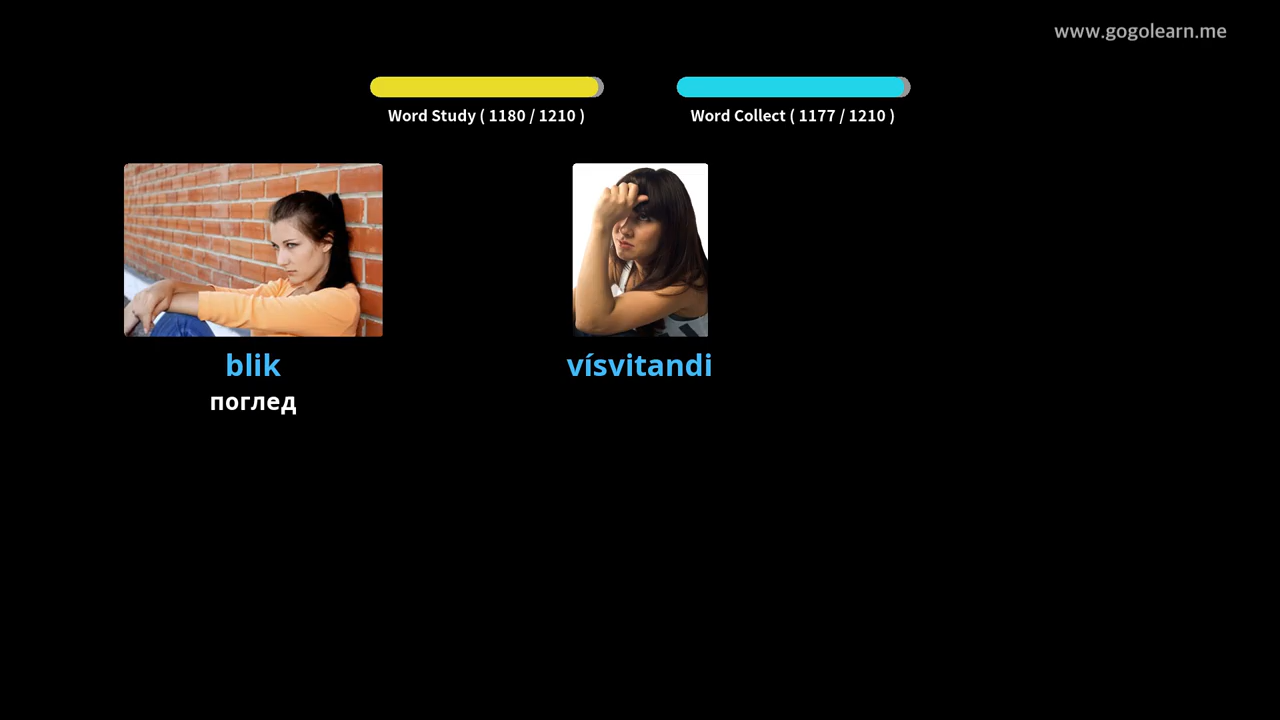 www.gogolearn.me
Word Study ( 1180 / 1210 )
Word Collect ( 1177 / 1210 )
blik
поглед
vísvitandi